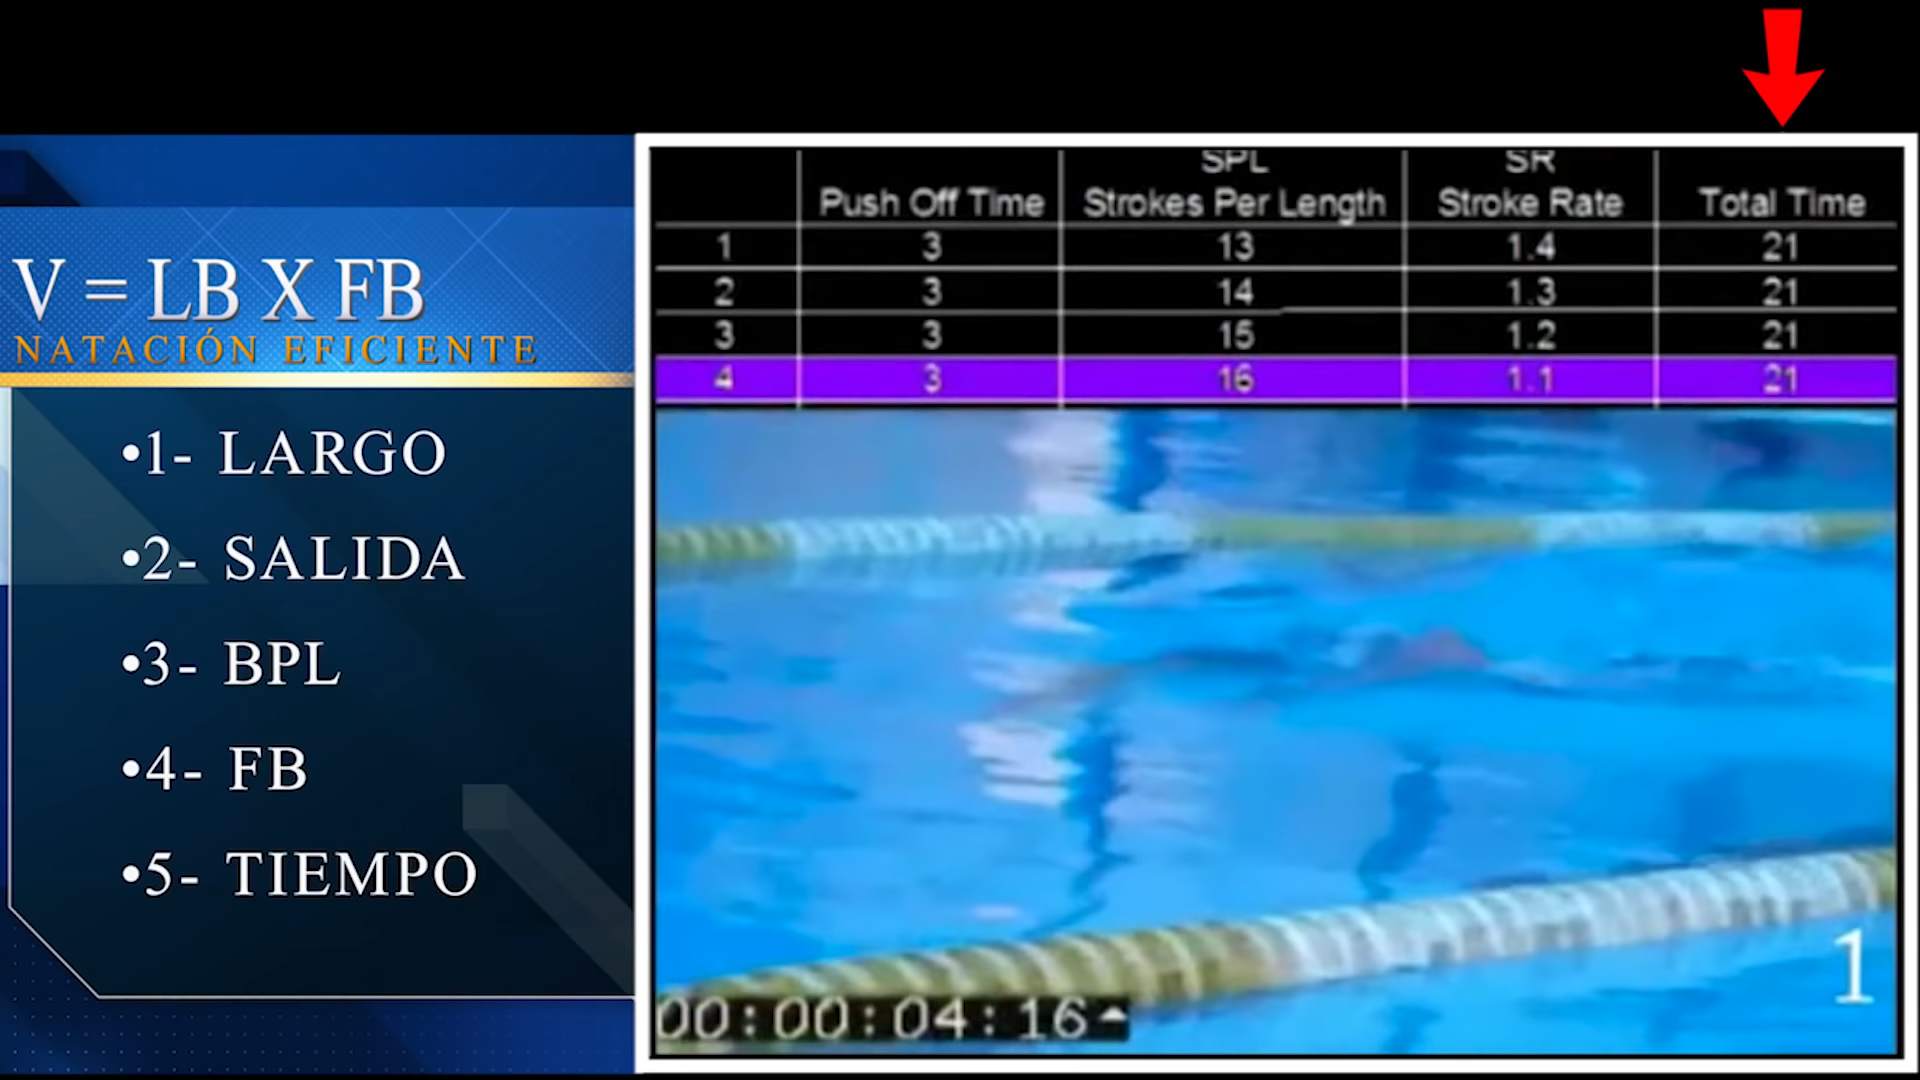 V = LB X FB
NATACIÓN EFICIENTE
•1- LARGO
•2- SALIDA
•3- BPL
•4- FB
•5- TIEMPO
SPL SR
Push Off Time Strokes Per Length Stroke Rate Total Time
1 3 13 1.4 21
2 3 14 1.3 21
3 3 15 1.2 21
4 3 16 1.1 21
1
00:00:04:16